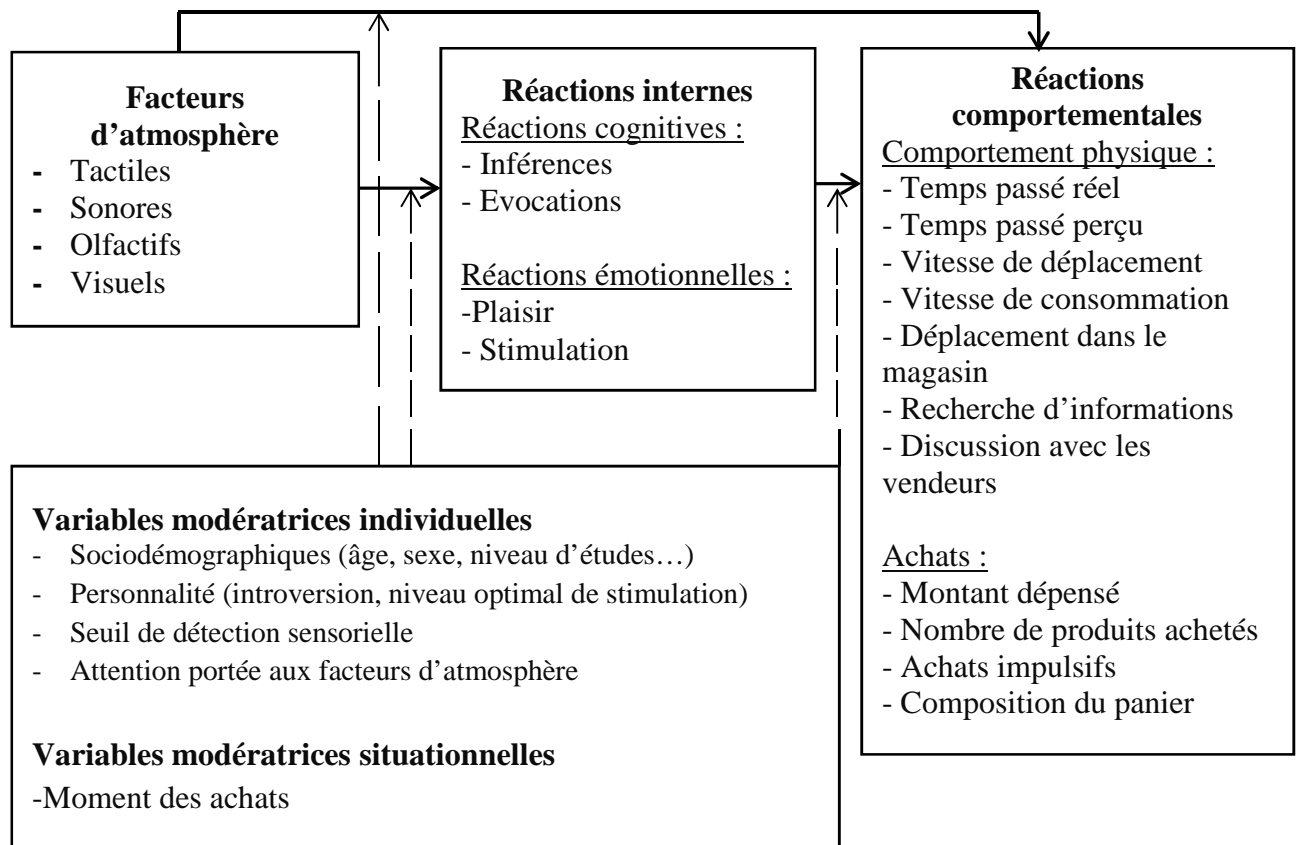 Facteurs
d’atmosphère
- Tactiles
- Sonores
- Olfactifs
- Visuels
Réactions internes
Réactions cognitives :
- Inférences
- Evocations
Réactions émotionnelles :
-Plaisir
- Stimulation
Réactions
comportementales
Comportement physique :
- Temps passé réel
- Temps passé perçu
- Vitesse de déplacement
- Vitesse de consommation
- Déplacement dans le
magasin
- Recherche d’informations
- Discussion avec les
vendeurs
Achats :
- Montant dépensé
- Nombre de produits achetés
- Achats impulsifs
- Composition du panier
Variables modératrices individuelles
- Sociodémographiques (âge, sexe, niveau d’études…)
- Personnalité (introversion, niveau optimal de stimulation)
- Seuil de détection sensorielle
- Attention portée aux facteurs d’atmosphère
Variables modératrices situationnelles
-Moment des achats